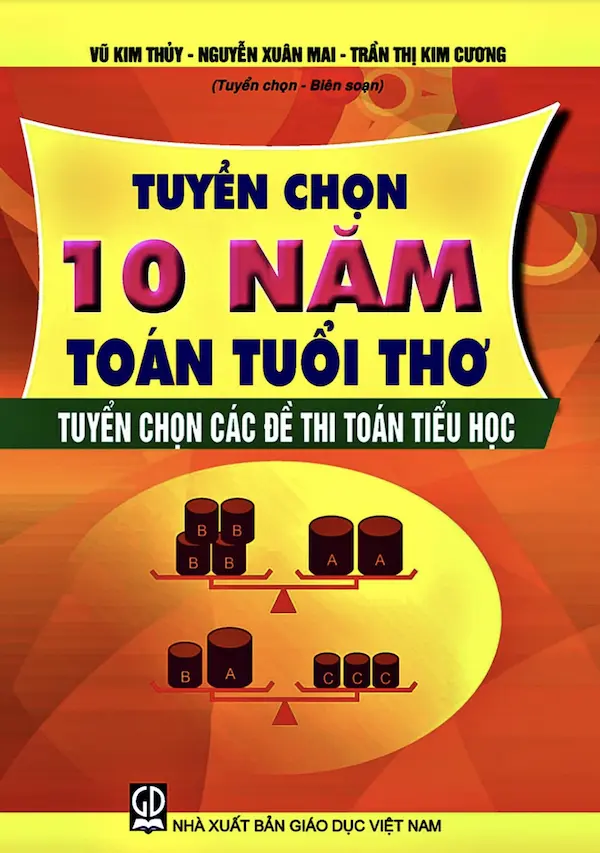 VŨ KIM THỦY - NGUYỄN XUÂN MAI - TRẦN THỊ KIM CƯƠNG
(Tuyển chọn - Biên soạn)
TUYỂN CHỌN
10 NĂM
TOÁN TUỔI THƠ
TUYỂN CHỌN CÁC ĐỀ THI TOÁN TIỂU HỌC
B B
B B A A
B A C C C
GD
NHÀ XUẤT BẢN GIÁO DỤC VIỆT NAM